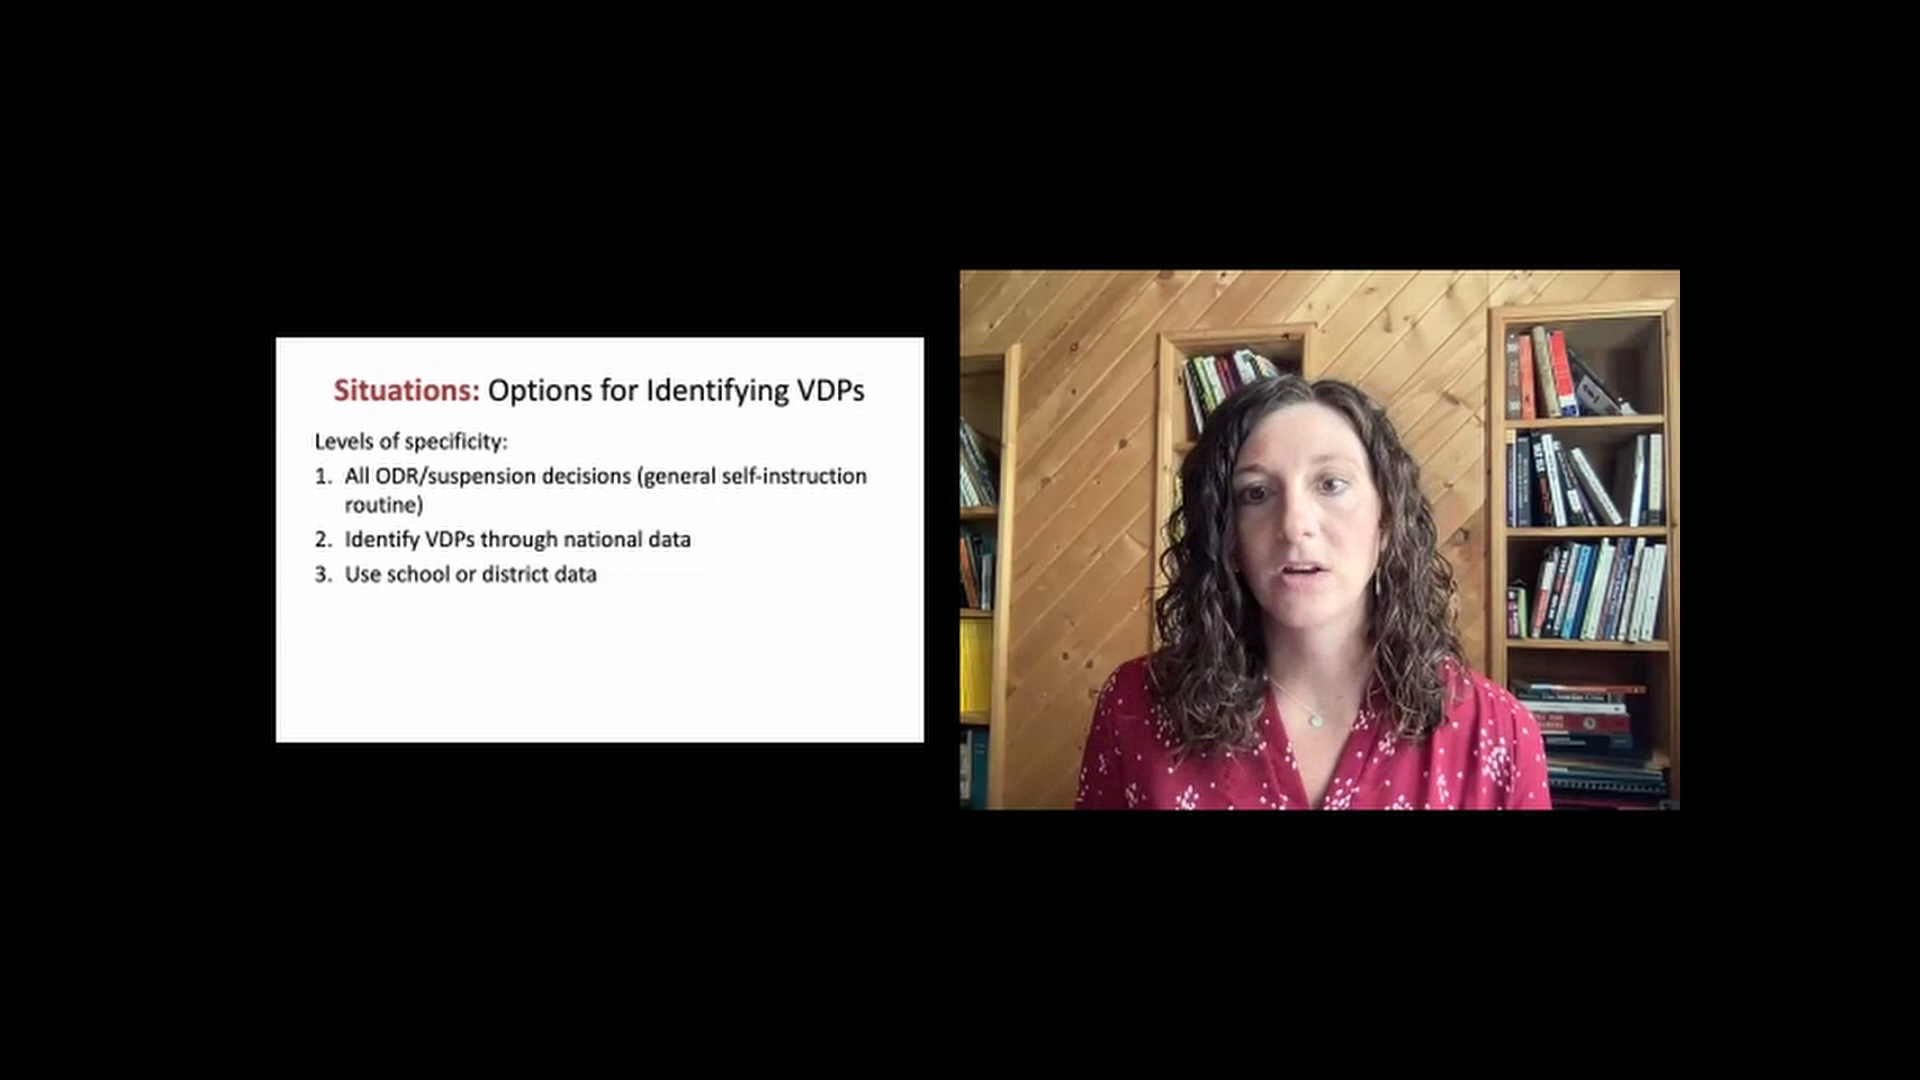 Situations: Options for Identifying VDPs
Levels of specificity:
1. All ODR/suspension decisions (general self-instruction
routine)
2. Identify VDPs through national data
3. Use school or district data